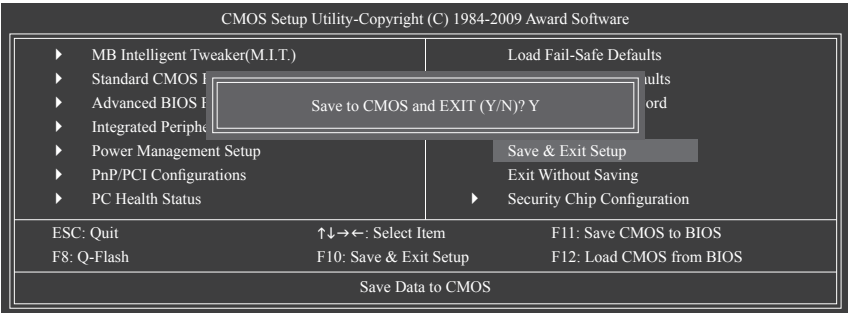 CMOS Setup Utility-Copyright (C) 1984-2009 Award Software
MB Intelligent Tweaker(M.I.T.)
Load Fail-Safe Defaults
Standard CMOS
Advanced BIOS
Save to CMOS and EXIT (Y/N)? Y
Integrated
Power Management Setup
Save & Exit Setup
PnP/PCI Configurations
Exit Without Saving
PC Health Status
Security Chip Configuration
ESC: Quit
↑↓→←: Select Item
F11: Save CMOS to BIOS
F8: Q-Flash
F10: Save & Exit Setup
F12: Load CMOS from BIOS
Save Data to CMOS